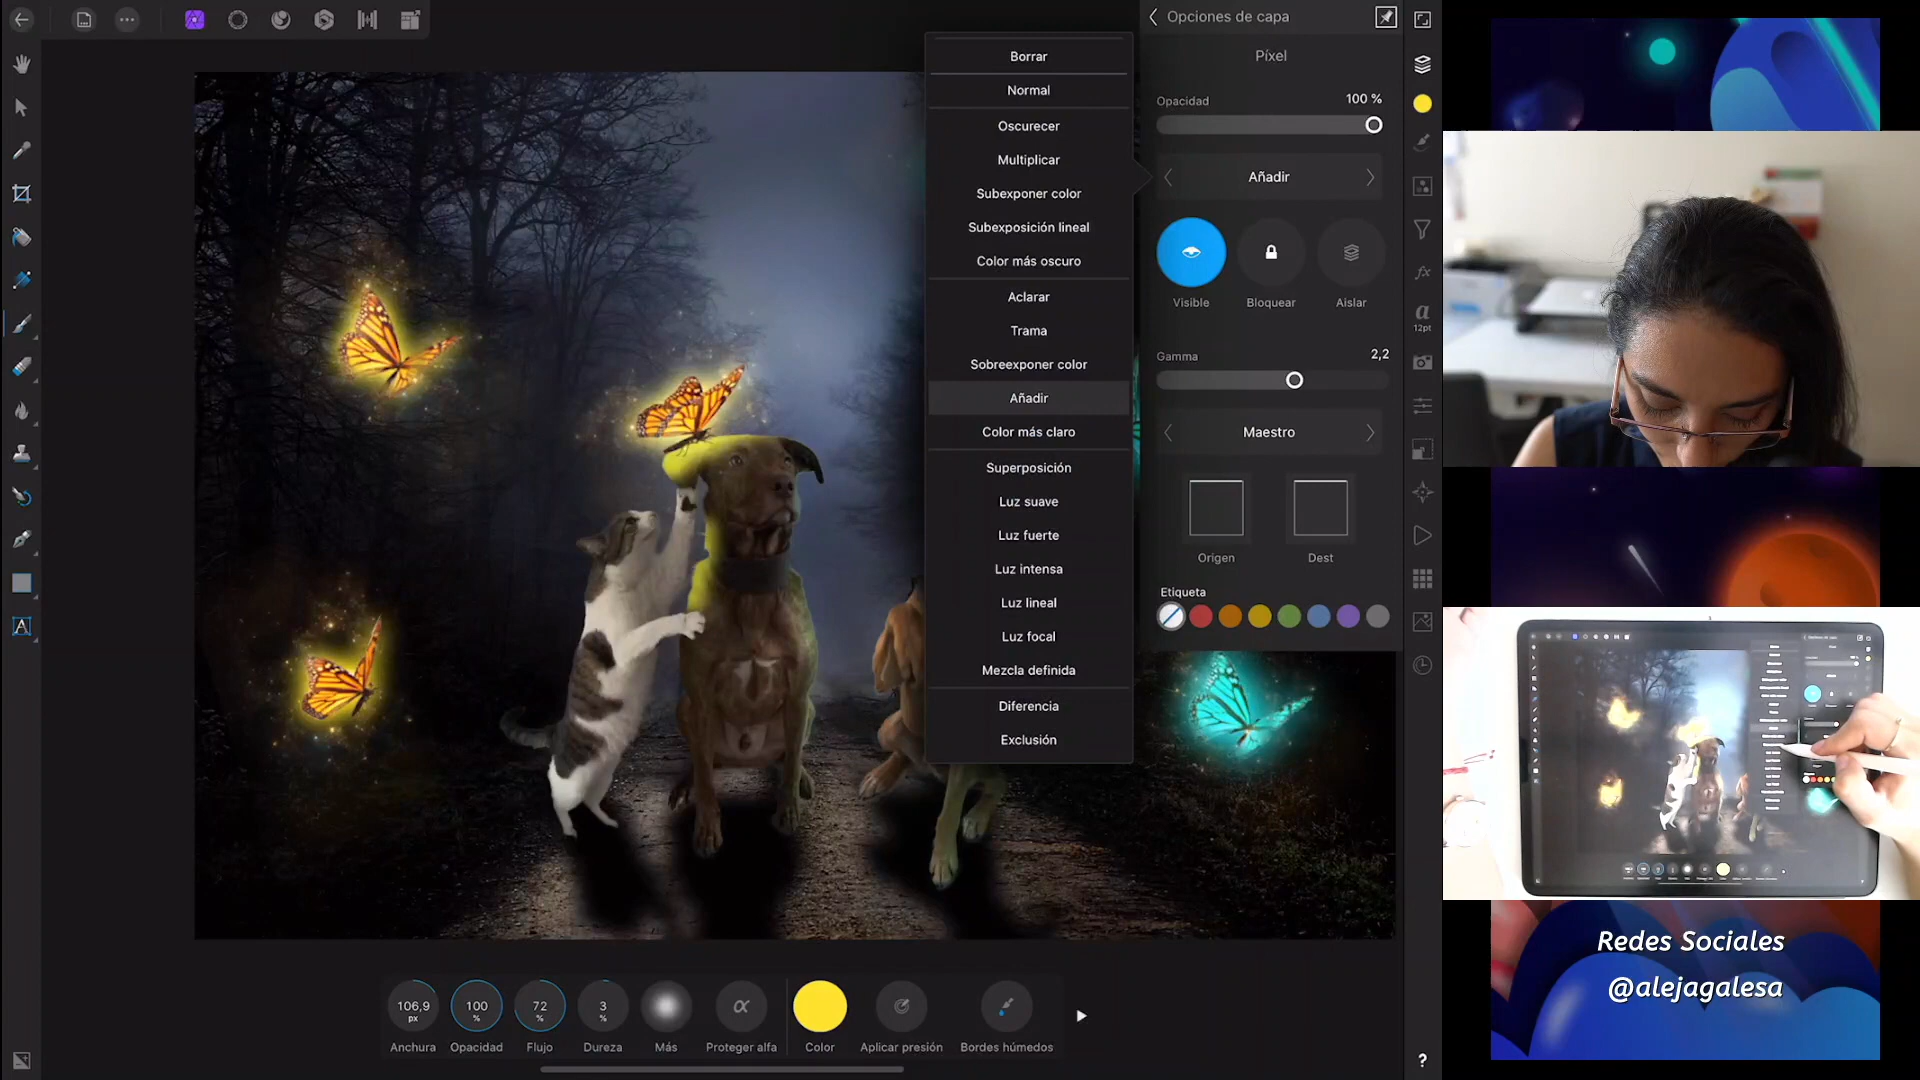 Opciones de capa
Píxel
Opacidad
100 %
Añadir
Visible
Bloquear
Aislar
Gamma
2,2
Maestro
Origen
Dest
Etiqueta
Borrar
Normal
Oscurecer
Multiplicar
Subexponer color
Subexposición lineal
Color más oscuro
Aclarar
Trama
Sobreexponer color
Añadir
Color más claro
Superposición
Luz suave
Luz fuerte
Luz intensa
Luz lineal
Luz focal
Mezcla definida
Diferencia
Exclusión
fx
a
12pt
A
?
106,9
px
Anchura
100
%
Opacidad
72
%
Flujo
3
%
Dureza
Más
α
Proteger alfa
Color
Aplicar presión
Bordes húmedos
Redes Sociales
@alejagalesa